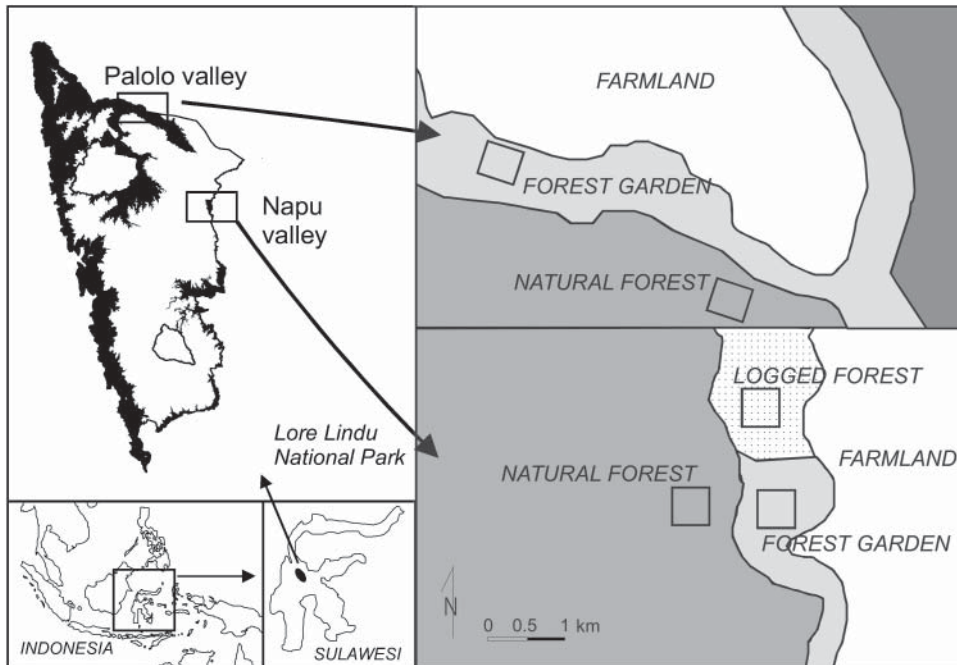 Palolo valley
Napu
valley
Lore Lindu
National Park
INDONESIA
SULAWESI
FARMLAND
FOREST GARDEN
NATURAL FOREST
LOGGED FOREST
FARMLAND
NATURAL FOREST
FOREST GARDEN
N
0 0.5 1 km